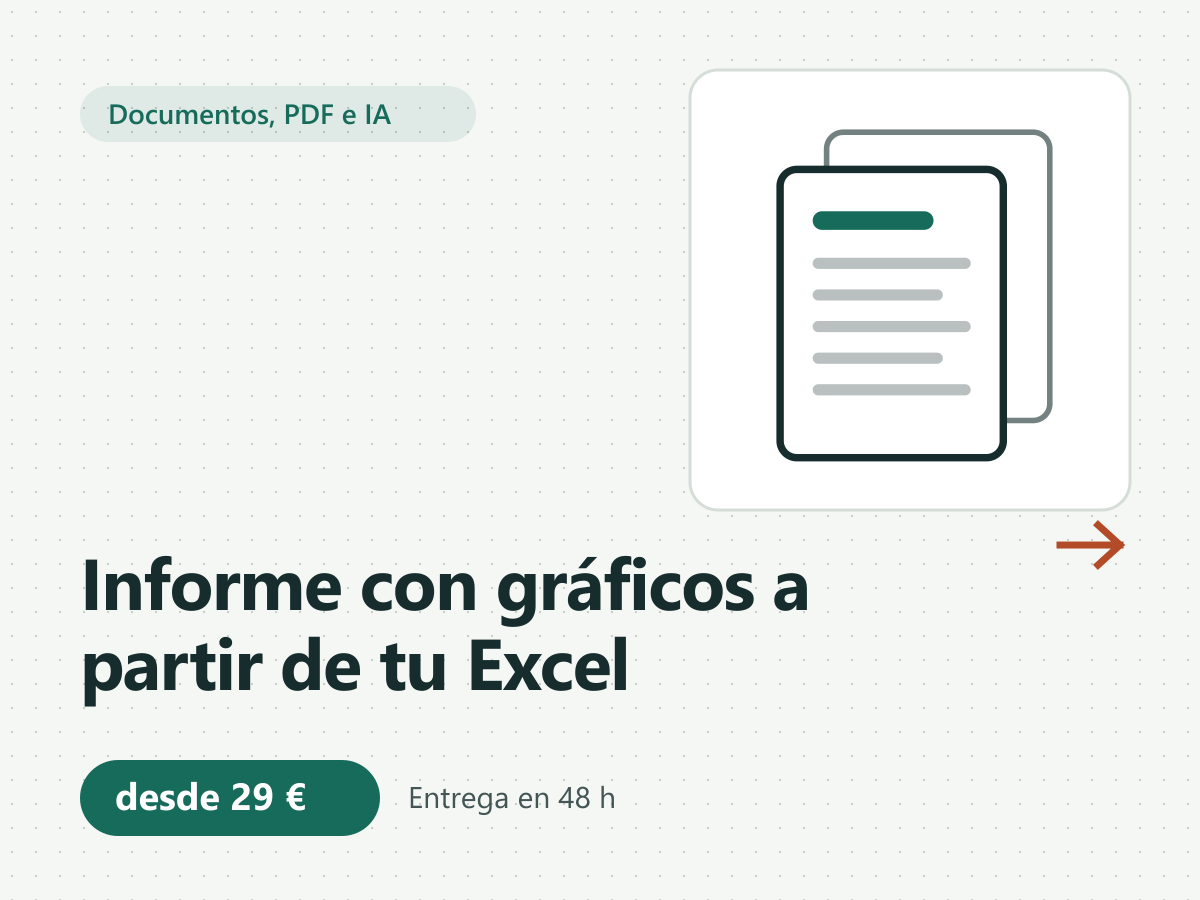 Documentos, PDF e IA
Informe con gráficos a
partir de tu Excel
desde 29 €
Entrega en 48 h